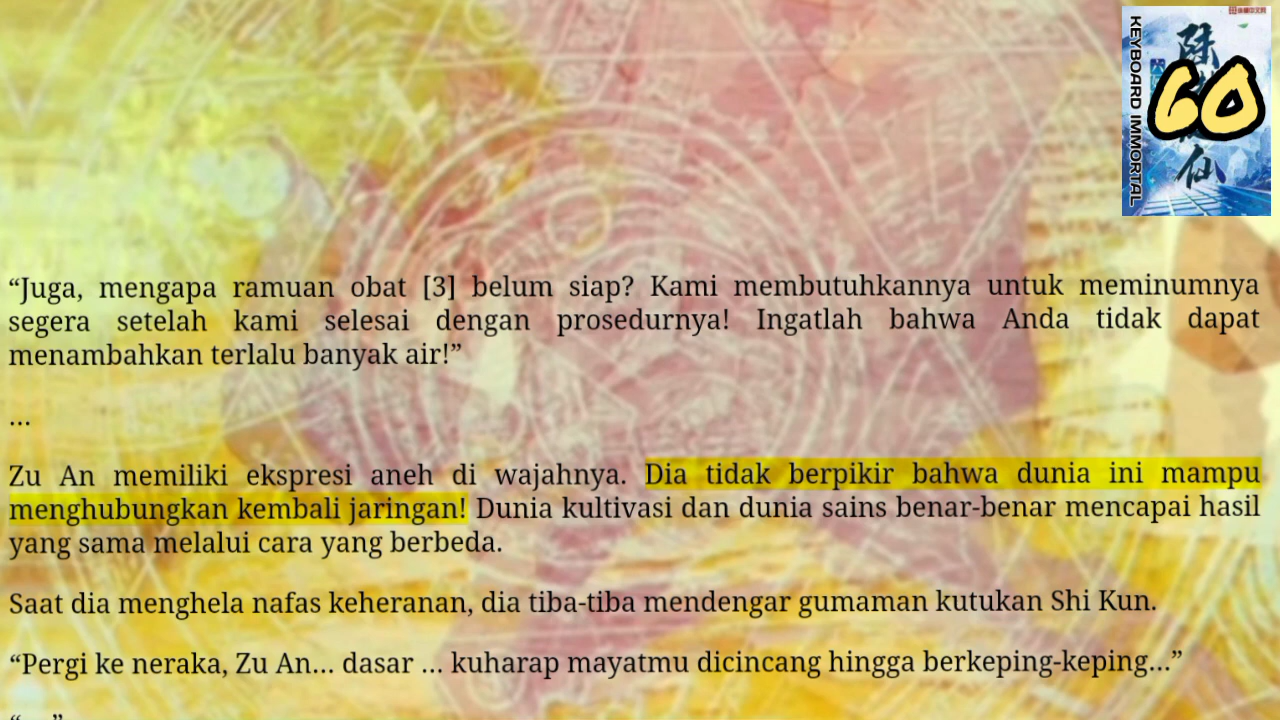 KEYBOARD IMMORTAL
60
仙
“Juga, mengapa ramuan obat [3] belum siap? Kami membutuhkannya untuk meminumnya
segera setelah kami selesai dengan prosedurnya! Ingatlah bahwa Anda tidak dapat
menambahkan terlalu banyak air!”
...
Zu An memiliki ekspresi aneh di wajahnya. Dia tidak berpikir bahwa dunia ini mampu
menghubungkan kembali jaringan! Dunia kultivasi dan dunia sains benar-benar mencapai hasil
yang sama melalui cara yang berbeda.
Saat dia menghela nafas keheranan, dia tiba-tiba mendengar gumaman kutukan Shi Kun.
“Pergi ke neraka, Zu An... dasar ... kuharap mayatmu dicincang hingga berkeping-keping...”